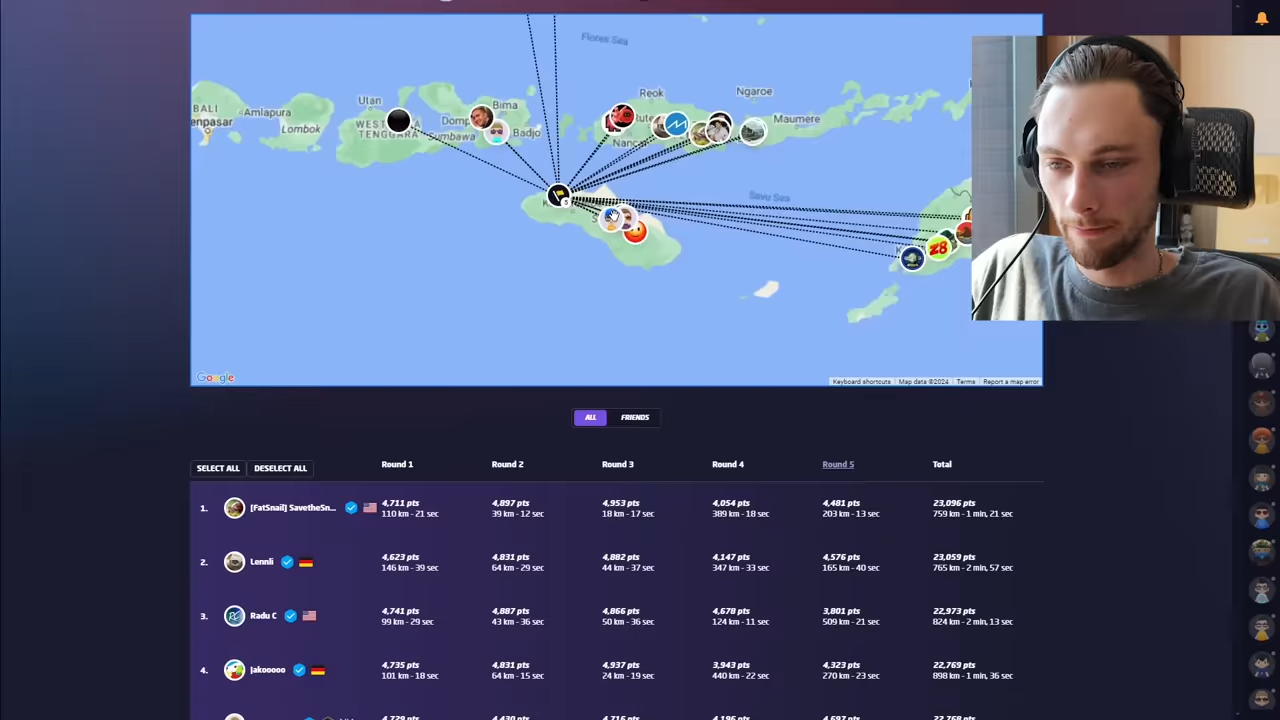 Flores Sea
BALI
enpasar
Amlapura
Lombok
Utan
WEST
TENGGARA
Sumbawa
Bima
Badjo
Reok
Ngaroe
Maumere
Savu Sea
5
z8
Google
Keyboard shortcuts Map data ©2024 Terms Report a map error
ALL FRIENDS
SELECT ALL DESELECT ALL Round 1 Round 2 Round 3 Round 4 Round 5 Total
1. [FatSnail] SavetheSn... 4,711 pts 4,897 pts 4,953 pts 4,054 pts 4,481 pts 23,096 pts
110 km - 21 sec 39 km - 12 sec 18 km - 17 sec 389 km - 18 sec 203 km - 13 sec 759 km - 1 min, 21 sec
2. Lennli 4,623 pts 4,831 pts 4,882 pts 4,147 pts 4,576 pts 23,059 pts
146 km - 39 sec 64 km - 29 sec 44 km - 37 sec 347 km - 33 sec 165 km - 40 sec 765 km - 2 min, 57 sec
3. Radu C 4,741 pts 4,887 pts 4,866 pts 4,678 pts 3,801 pts 22,973 pts
99 km - 29 sec 43 km - 36 sec 50 km - 36 sec 124 km - 11 sec 509 km - 21 sec 824 km - 2 min, 13 sec
4. Jakooooo 4,735 pts 4,831 pts 4,937 pts 3,943 pts 4,323 pts 22,769 pts
101 km - 18 sec 64 km - 15 sec 24 km - 19 sec 440 km - 22 sec 270 km - 23 sec 898 km - 1 min, 36 sec